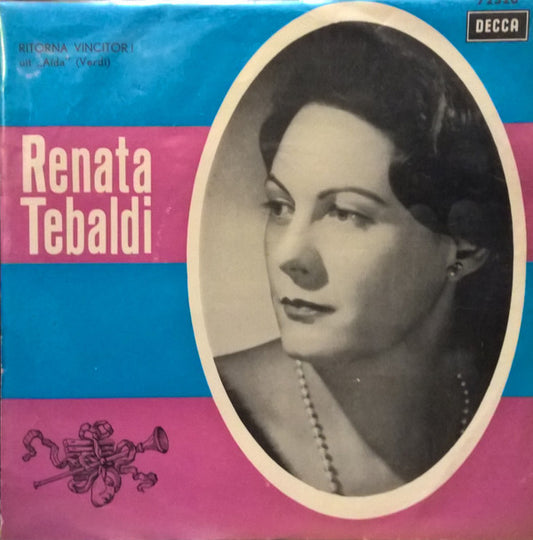 DECCA
RITORNA VINCITOR!
uit „Aïda” (Verdi)
Renata
Tebaldi